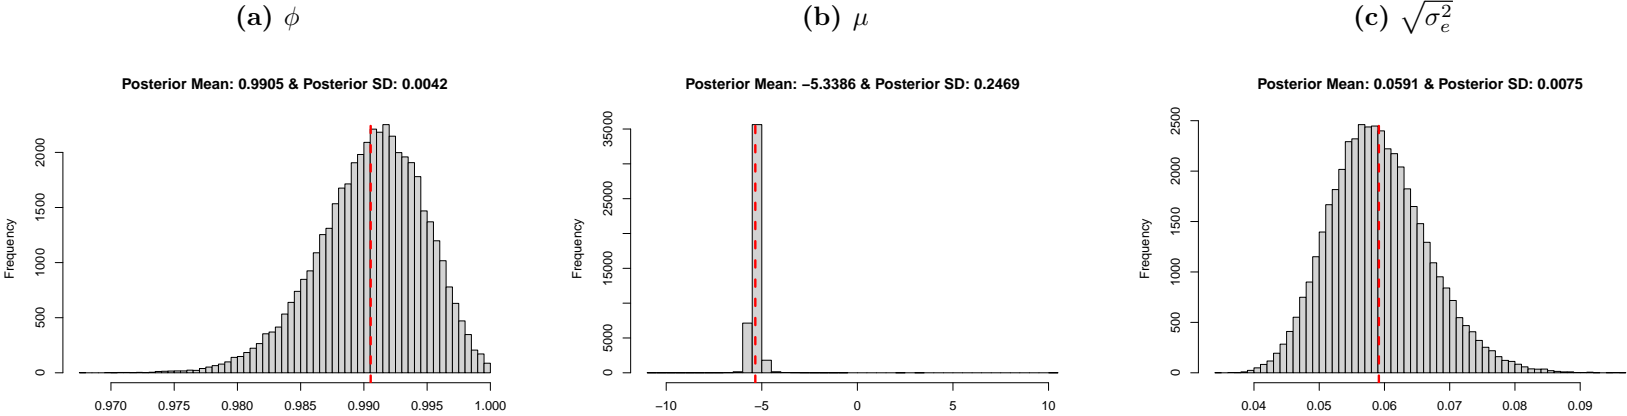 (a) ϕ
(b) μ
(c) √σ²ₑ
Posterior Mean: 0.9905 & Posterior SD: 0.0042
Frequency
2000
1500
1000
500
0
0.970 0.975 0.980 0.985 0.990 0.995 1.000
Posterior Mean: −5.3386 & Posterior SD: 0.2469
Frequency
35000
25000
15000
5000
0
−10 −5 0 5 10
Posterior Mean: 0.0591 & Posterior SD: 0.0075
Frequency
2500
2000
1500
1000
500
0
0.04 0.05 0.06 0.07 0.08 0.09